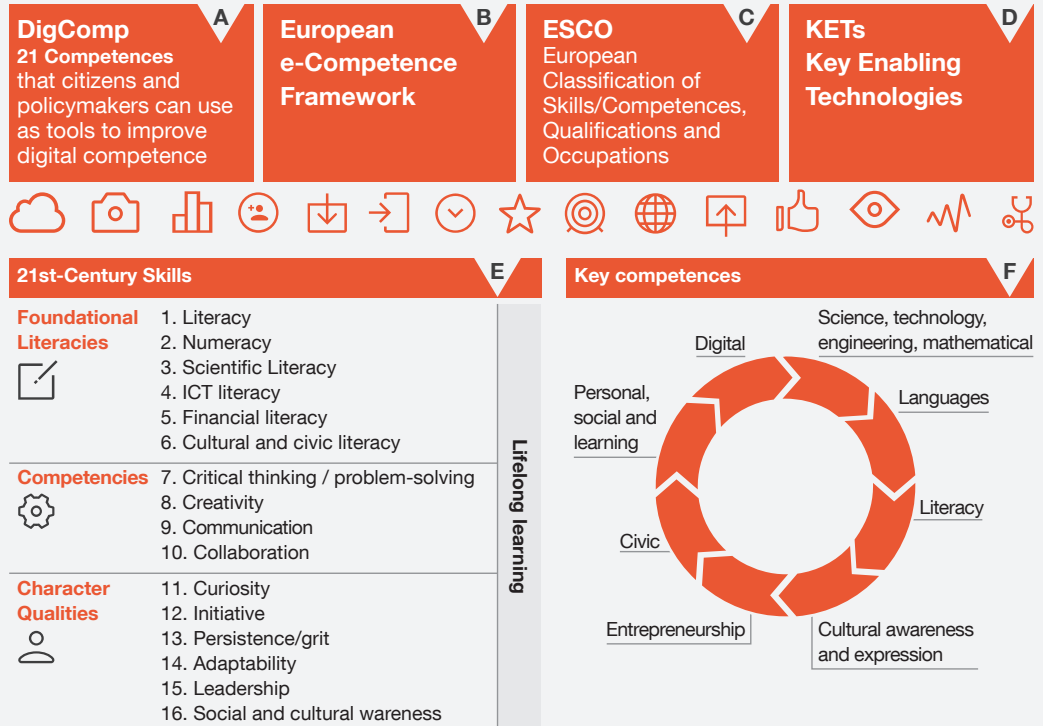 A
DigComp
21 Competences
that citizens and
policymakers can use
as tools to improve
digital competence
B
European
e-Competence
Framework
C
ESCO
European
Classification of
Skills/Competences,
Qualifications and
Occupations
D
KETs
Key Enabling
Technologies
21st-Century Skills
E
Foundational
Literacies
1. Literacy
2. Numeracy
3. Scientific Literacy
4. ICT literacy
5. Financial literacy
6. Cultural and civic literacy
Competencies
7. Critical thinking / problem-solving
8. Creativity
9. Communication
10. Collaboration
Character
Qualities
11. Curiosity
12. Initiative
13. Persistence/grit
14. Adaptability
15. Leadership
16. Social and cultural wareness
Lifelong learning
Key competences
F
Science, technology,
engineering, mathematical
Languages
Literacy
Cultural awareness
and expression
Entrepreneurship
Civic
Personal,
social and
learning
Digital